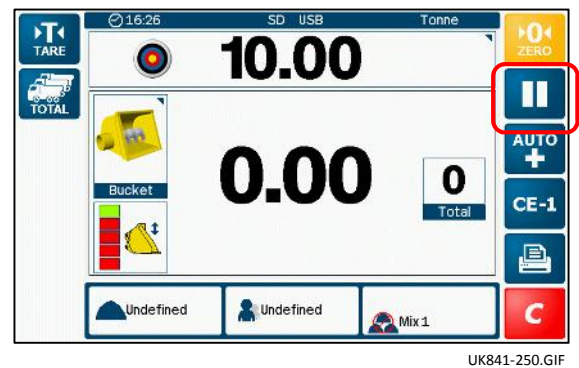 16:26 SD USB Tonne
TARE
10.00
0
ZERO
TOTAL
AUTO
+
Bucket
0.00
0
Total
CE-1
Undefined
Undefined
Mix 1
C
UK841-250.GIF